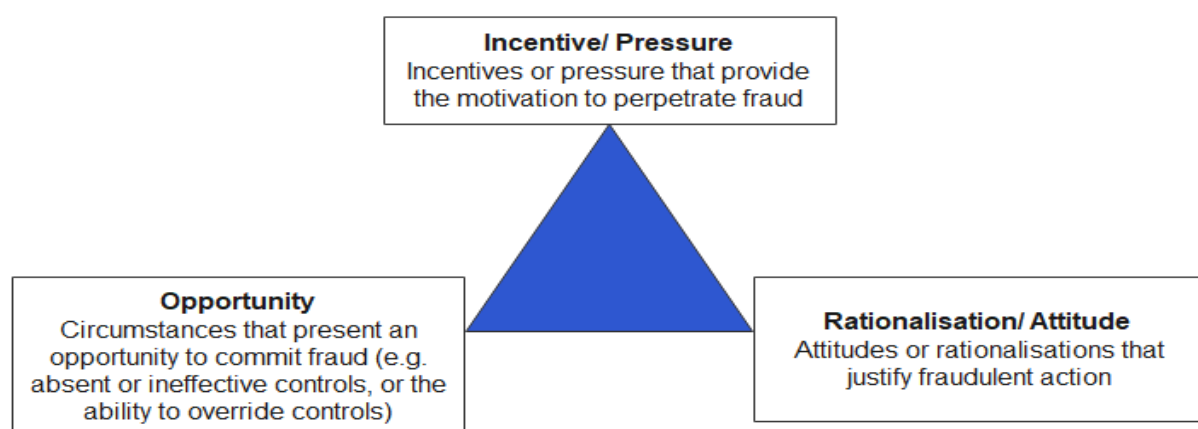 Incentive/ Pressure
Incentives or pressure that provide
the motivation to perpetrate fraud
Opportunity
Circumstances that present an
opportunity to commit fraud (e.g.
absent or ineffective controls, or the
ability to override controls)
Rationalisation/ Attitude
Attitudes or rationalisations that
justify fraudulent action